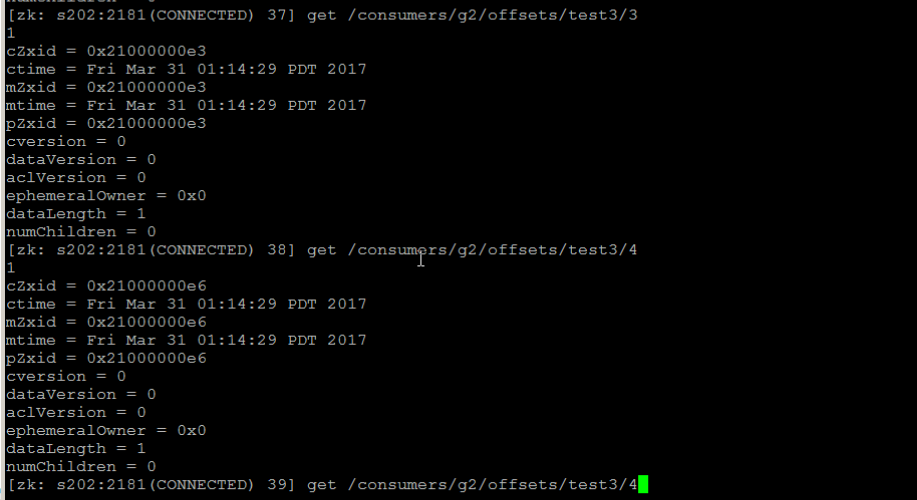 [zk: s202:2181(CONNECTED) 37] get /consumers/g2/offsets/test3/3
1
cZxid = 0x21000000e3
ctime = Fri Mar 31 01:14:29 PDT 2017
mZxid = 0x21000000e3
mtime = Fri Mar 31 01:14:29 PDT 2017
pZxid = 0x21000000e3
cversion = 0
dataVersion = 0
aclVersion = 0
ephemeralOwner = 0x0
dataLength = 1
numChildren = 0
[zk: s202:2181(CONNECTED) 38] get /consumers/g2/offsets/test3/4
1
cZxid = 0x21000000e6
ctime = Fri Mar 31 01:14:29 PDT 2017
mZxid = 0x21000000e6
mtime = Fri Mar 31 01:14:29 PDT 2017
pZxid = 0x21000000e6
cversion = 0
dataVersion = 0
aclVersion = 0
ephemeralOwner = 0x0
dataLength = 1
numChildren = 0
[zk: s202:2181(CONNECTED) 39] get /consumers/g2/offsets/test3/4